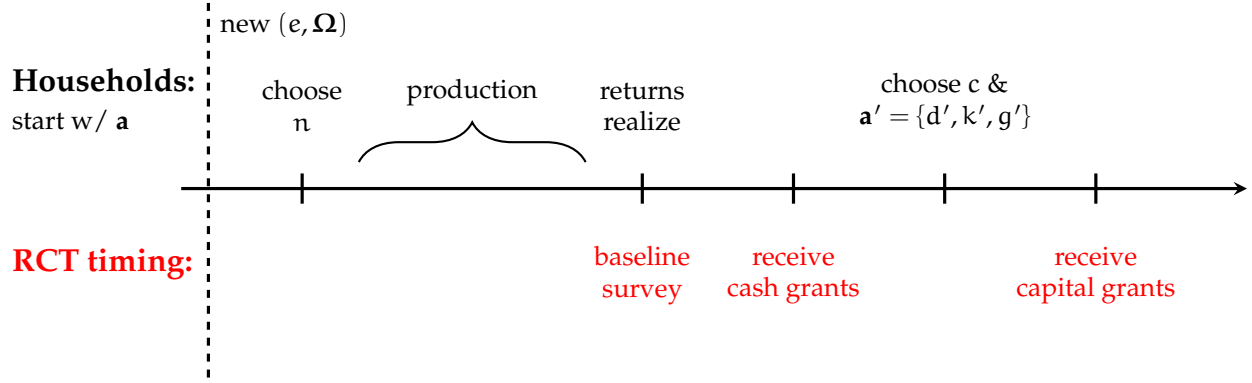 new (e, Ω)
Households:
start w/ a
choose
n
production
returns
realize
choose c &
a′ = {d′, k′, g′}
RCT timing:
baseline
survey
receive
cash grants
receive
capital grants